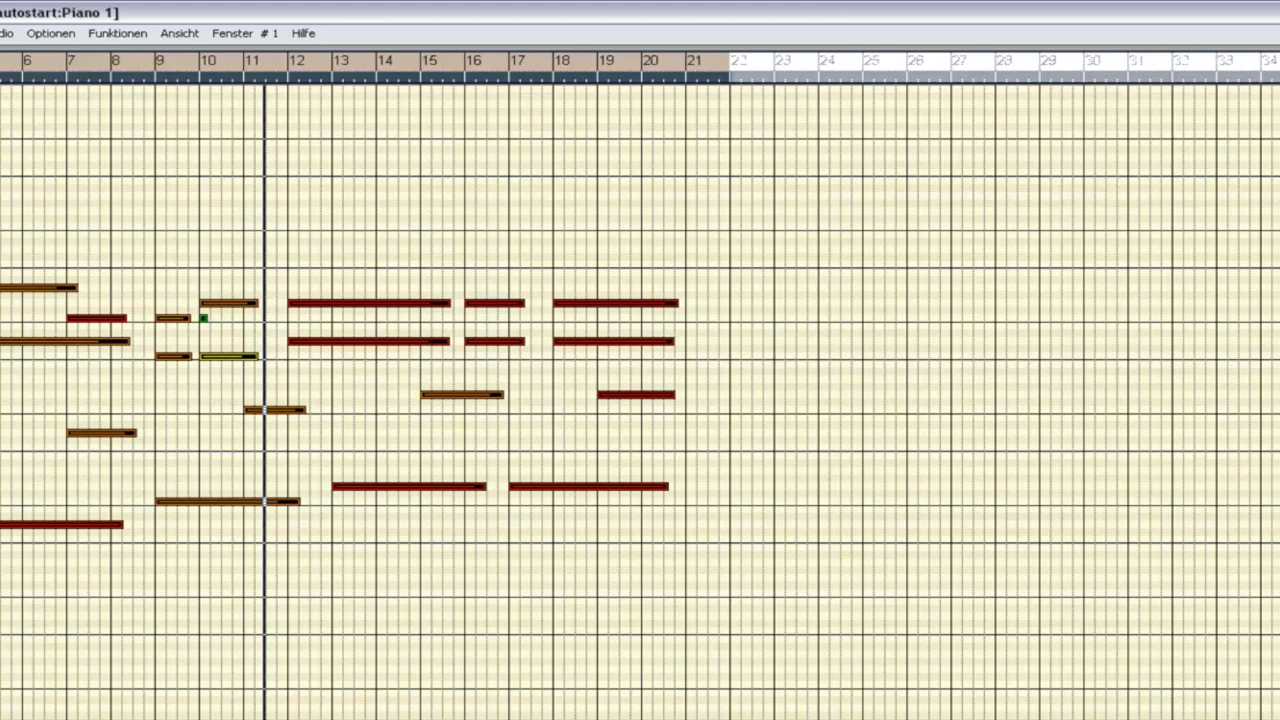 autostart:Piano 1]
dio Optionen Funktionen Ansicht Fenster # 1 Hilfe
6 7 8 9 10 11 12 13 14 15 16 17 18 19 20 21 22 23 24 25 26 27 28 29 30 31 32 33 34